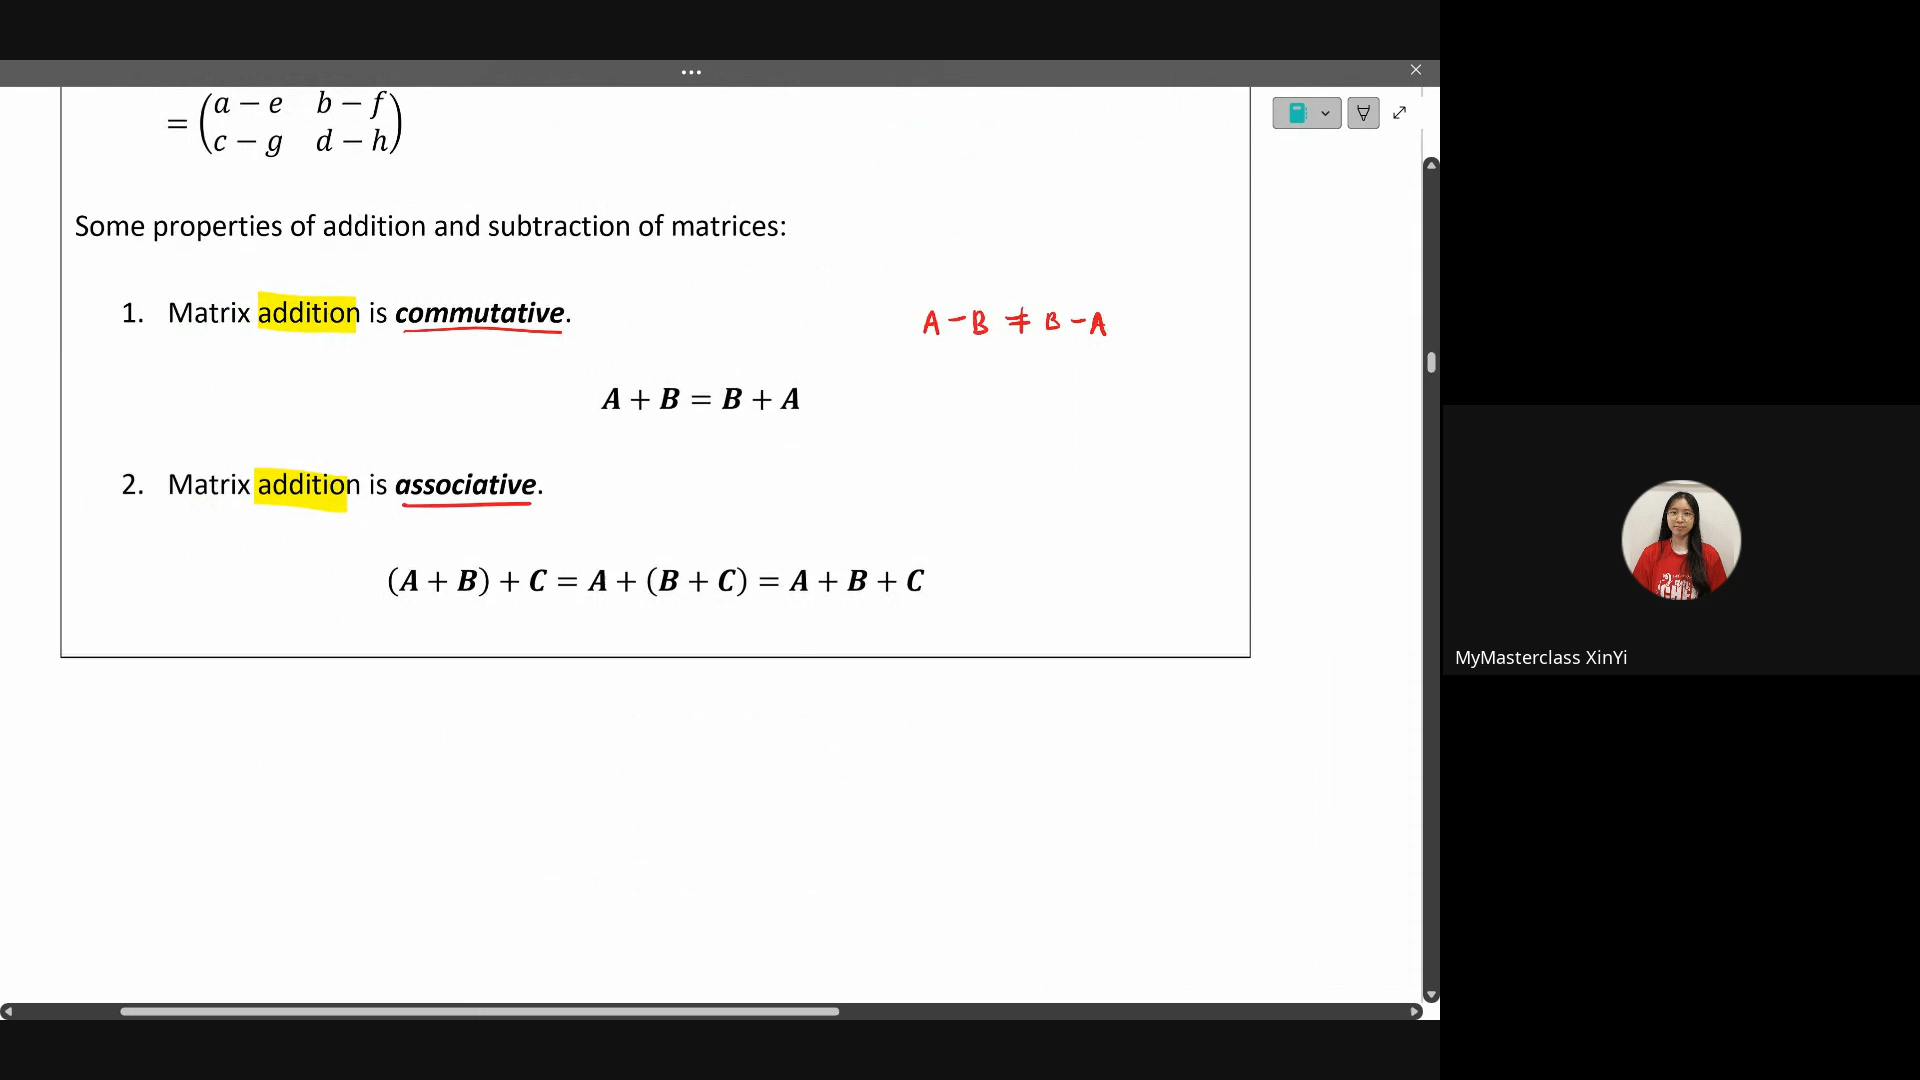 = (a − e   b − f
c − g   d − h)
Some properties of addition and subtraction of matrices:
1. Matrix addition is commutative.
A − B ≠ B − A
A + B = B + A
2. Matrix addition is associative.
(A + B) + C = A + (B + C) = A + B + C
MyMasterclass XinYi